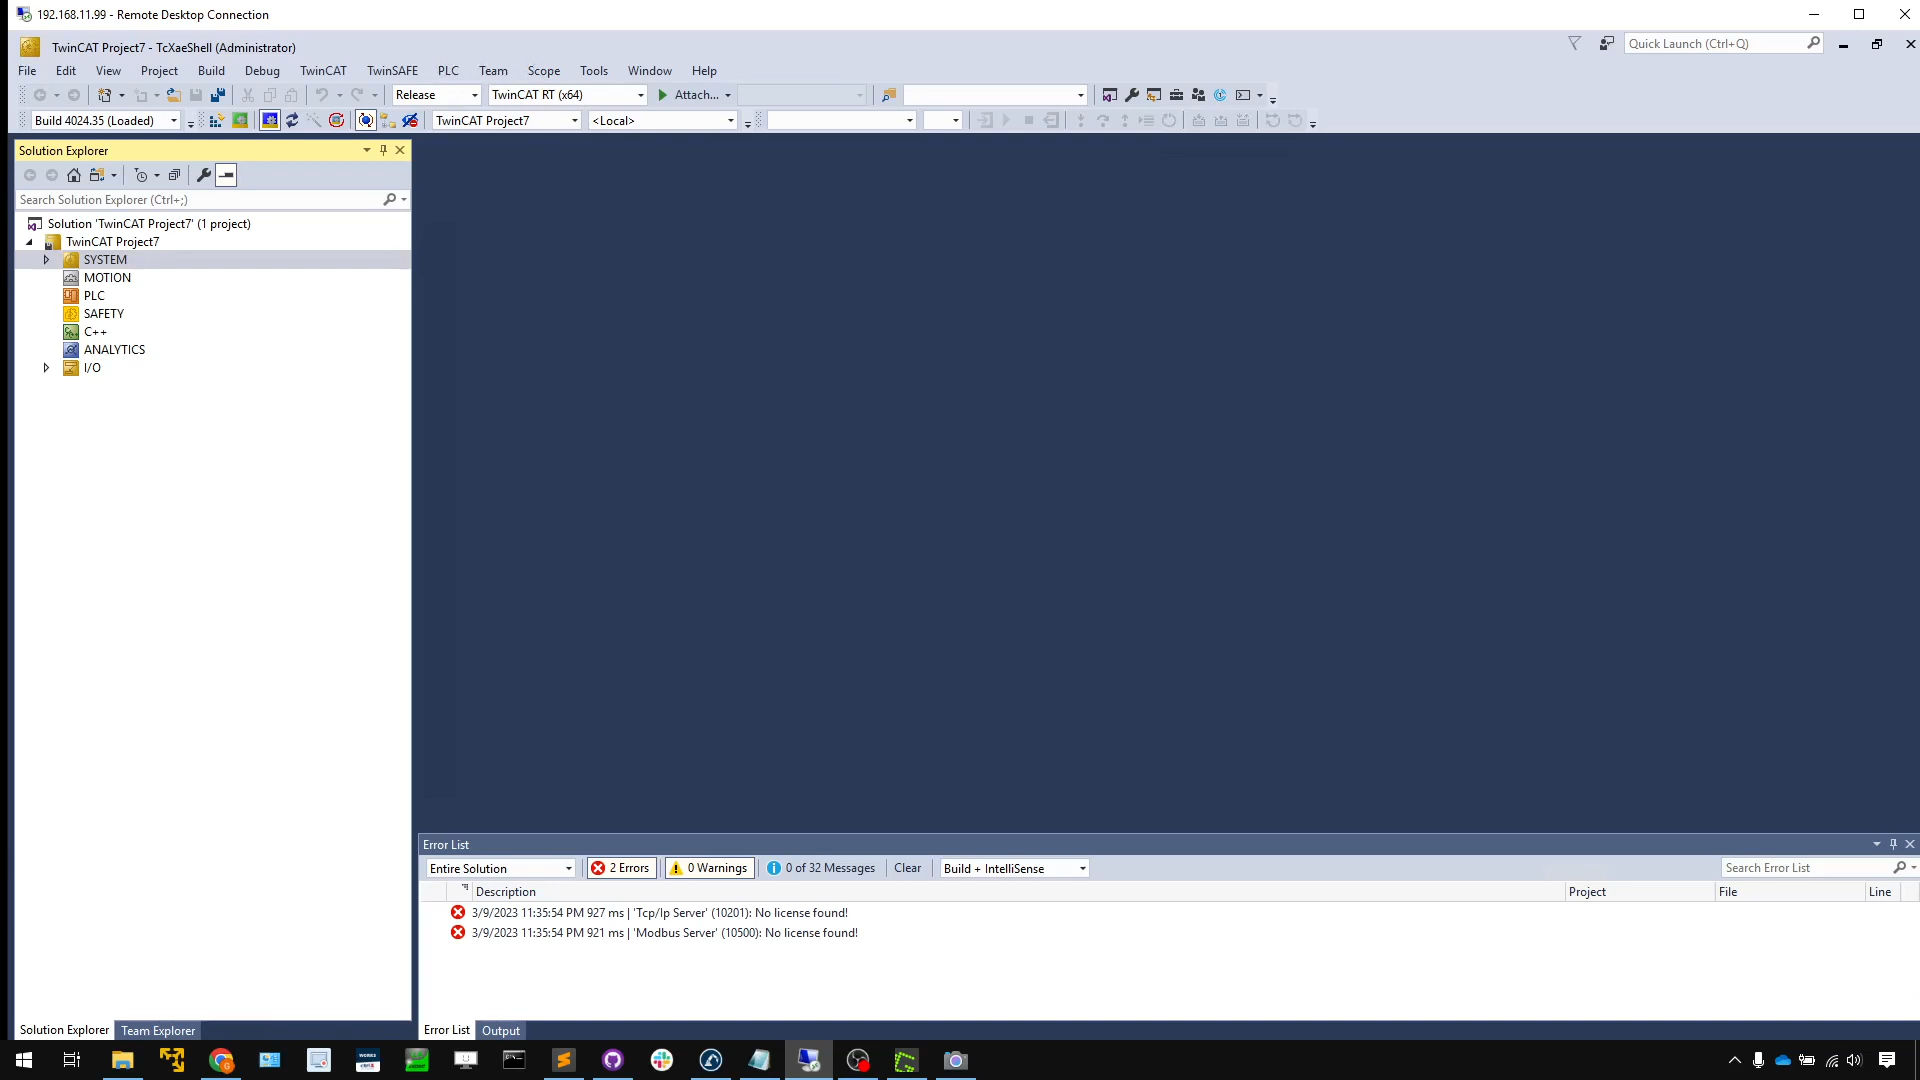 192.168.11.99 - Remote Desktop Connection
TwinCAT Project7 - TcXaeShell (Administrator)
Quick Launch (Ctrl+Q)
File Edit View Project Build Debug TwinCAT TwinSAFE PLC Team Scope Tools Window Help
Release TwinCAT RT (x64) Attach...
Build 4024.35 (Loaded) TwinCAT Project7 <Local>
Solution Explorer
Search Solution Explorer (Ctrl+;)
Solution 'TwinCAT Project7' (1 project)
TwinCAT Project7
SYSTEM
MOTION
PLC
SAFETY
C++
ANALYTICS
I/O
Error List
Entire Solution 2 Errors 0 Warnings 0 of 32 Messages Clear Build + IntelliSense Search Error List
Description Project File Line
3/9/2023 11:35:54 PM 927 ms | 'Tcp/Ip Server' (10201): No license found!
3/9/2023 11:35:54 PM 921 ms | 'Modbus Server' (10500): No license found!
Solution Explorer Team Explorer Error List Output